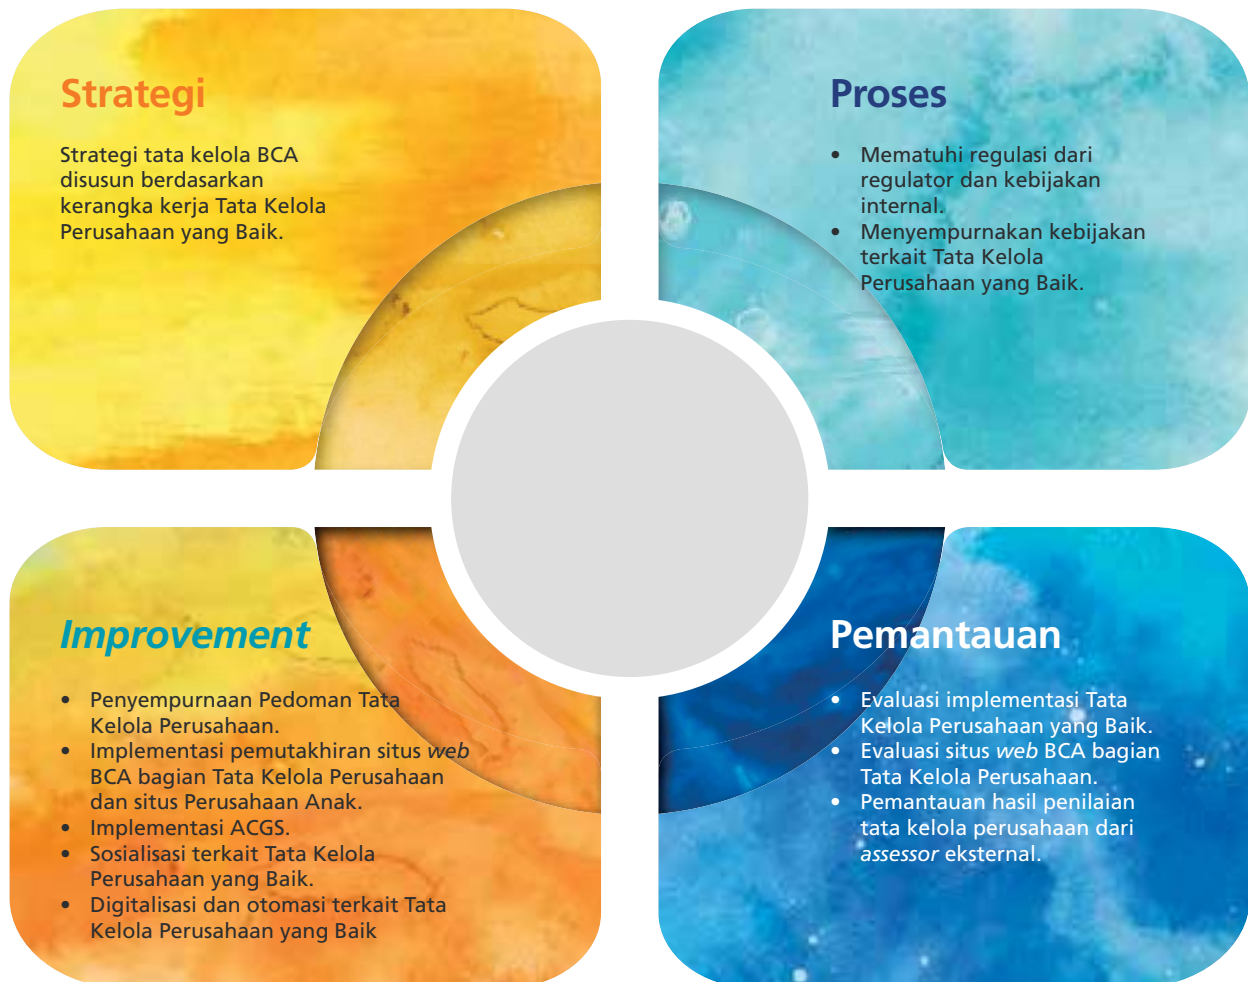 Strategi
Strategi tata kelola BCA
disusun berdasarkan
kerangka kerja Tata Kelola
Perusahaan yang Baik.
Proses
• Mematuhi regulasi dari
regulator dan kebijakan
internal.
• Menyempurnakan kebijakan
terkait Tata Kelola
Perusahaan yang Baik.
Improvement
• Penyempurnaan Pedoman Tata
Kelola Perusahaan.
• Implementasi pemutakhiran situs web
BCA bagian Tata Kelola Perusahaan
dan situs Perusahaan Anak.
• Implementasi ACGS.
• Sosialisasi terkait Tata Kelola
Perusahaan yang Baik.
• Digitalisasi dan otomasi terkait Tata
Kelola Perusahaan yang Baik
Pemantauan
• Evaluasi implementasi Tata
Kelola Perusahaan yang Baik.
• Evaluasi situs web BCA bagian
Tata Kelola Perusahaan.
• Pemantauan hasil penilaian
tata kelola perusahaan dari
assessor eksternal.